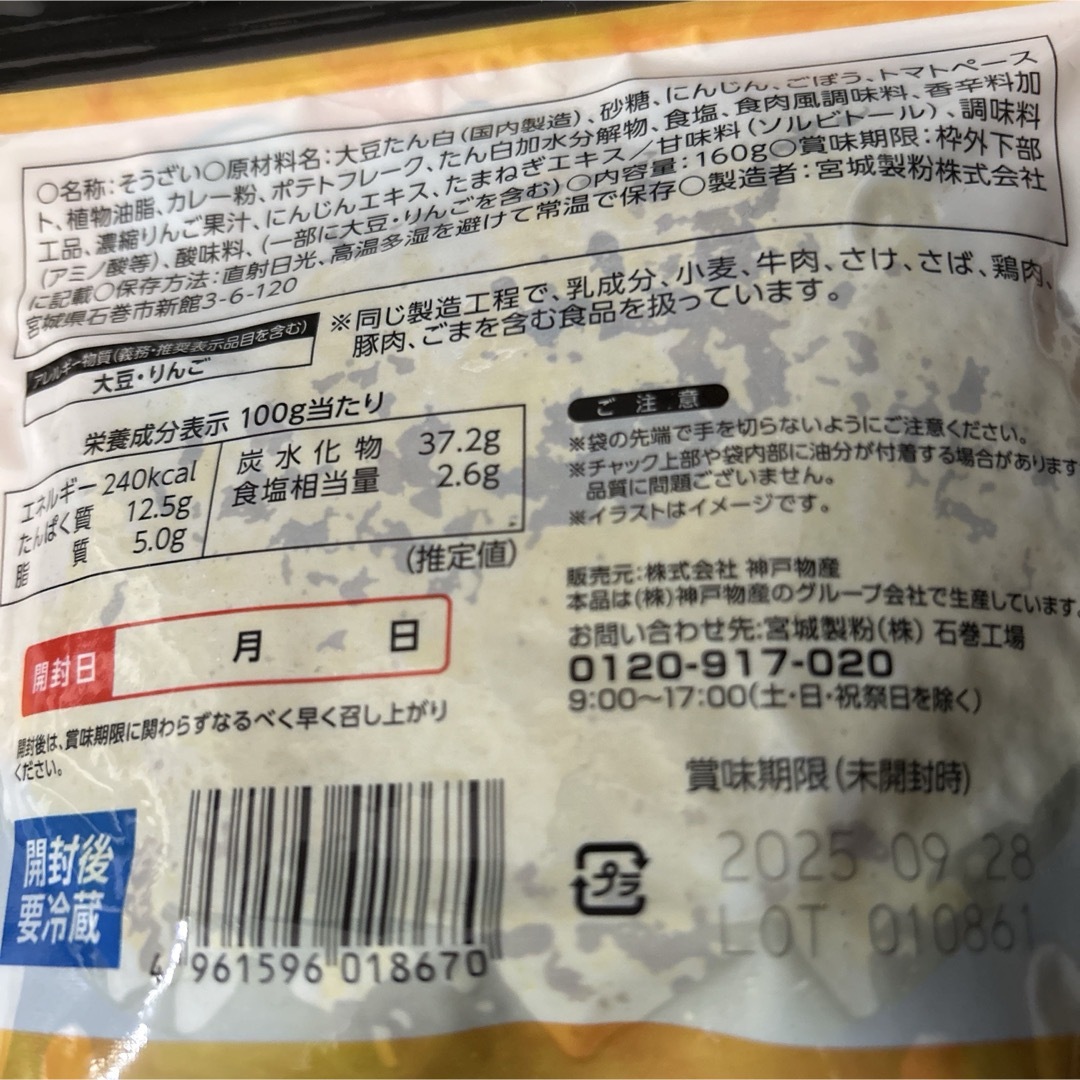 ○名称：そうざい○原材料名：大豆たん白(国内製造)、砂糖、にんじん、ごぼう、トマトペース
ト、植物油脂、カレー粉、ポテトフレーク、たん白加水分解物、食塩、食肉風調味料、香辛料加
工品、濃縮りんご果汁、にんじんエキス、たまねぎエキス／甘味料(ソルビトール)、調味料
(アミノ酸等)、酸味料、(一部に大豆・りんごを含む)○内容量：160g○賞味期限：枠外下部
に記載○保存方法：直射日光、高温多湿を避けて常温で保存○製造者：宮城製粉株式会社
宮城県石巻市新館3-6-120
アレルギー物質(義務・推奨表示品目を含む)
大豆・りんご
※同じ製造工程で、乳成分、小麦、牛肉、さけ、さば、鶏肉、
豚肉、ごまを含む食品を扱っています。
栄養成分表示 100g当たり
エネルギー 240kcal
たんぱく質 12.5g
脂質 5.0g
炭水化物 37.2g
食塩相当量 2.6g
(推定値)
ご注意
※袋の先端で手を切らないようにご注意ください。
※チャック上部や袋内部に油分が付着する場合があります
品質に問題ございません。
※イラストはイメージです。
販売元：株式会社 神戸物産
本品は(株)神戸物産のグループ会社で生産しています。
お問い合わせ先：宮城製粉(株) 石巻工場
0120-917-020
9:00～17:00(土・日・祝祭日を除く)
開封日 月 日
開封後は、賞味期限に関わらずなるべく早く召し上がり
ください。
開封後
要冷蔵
4 961596 018670
プラ
賞味期限(未開封時)
2025.09.28
LOT 010861